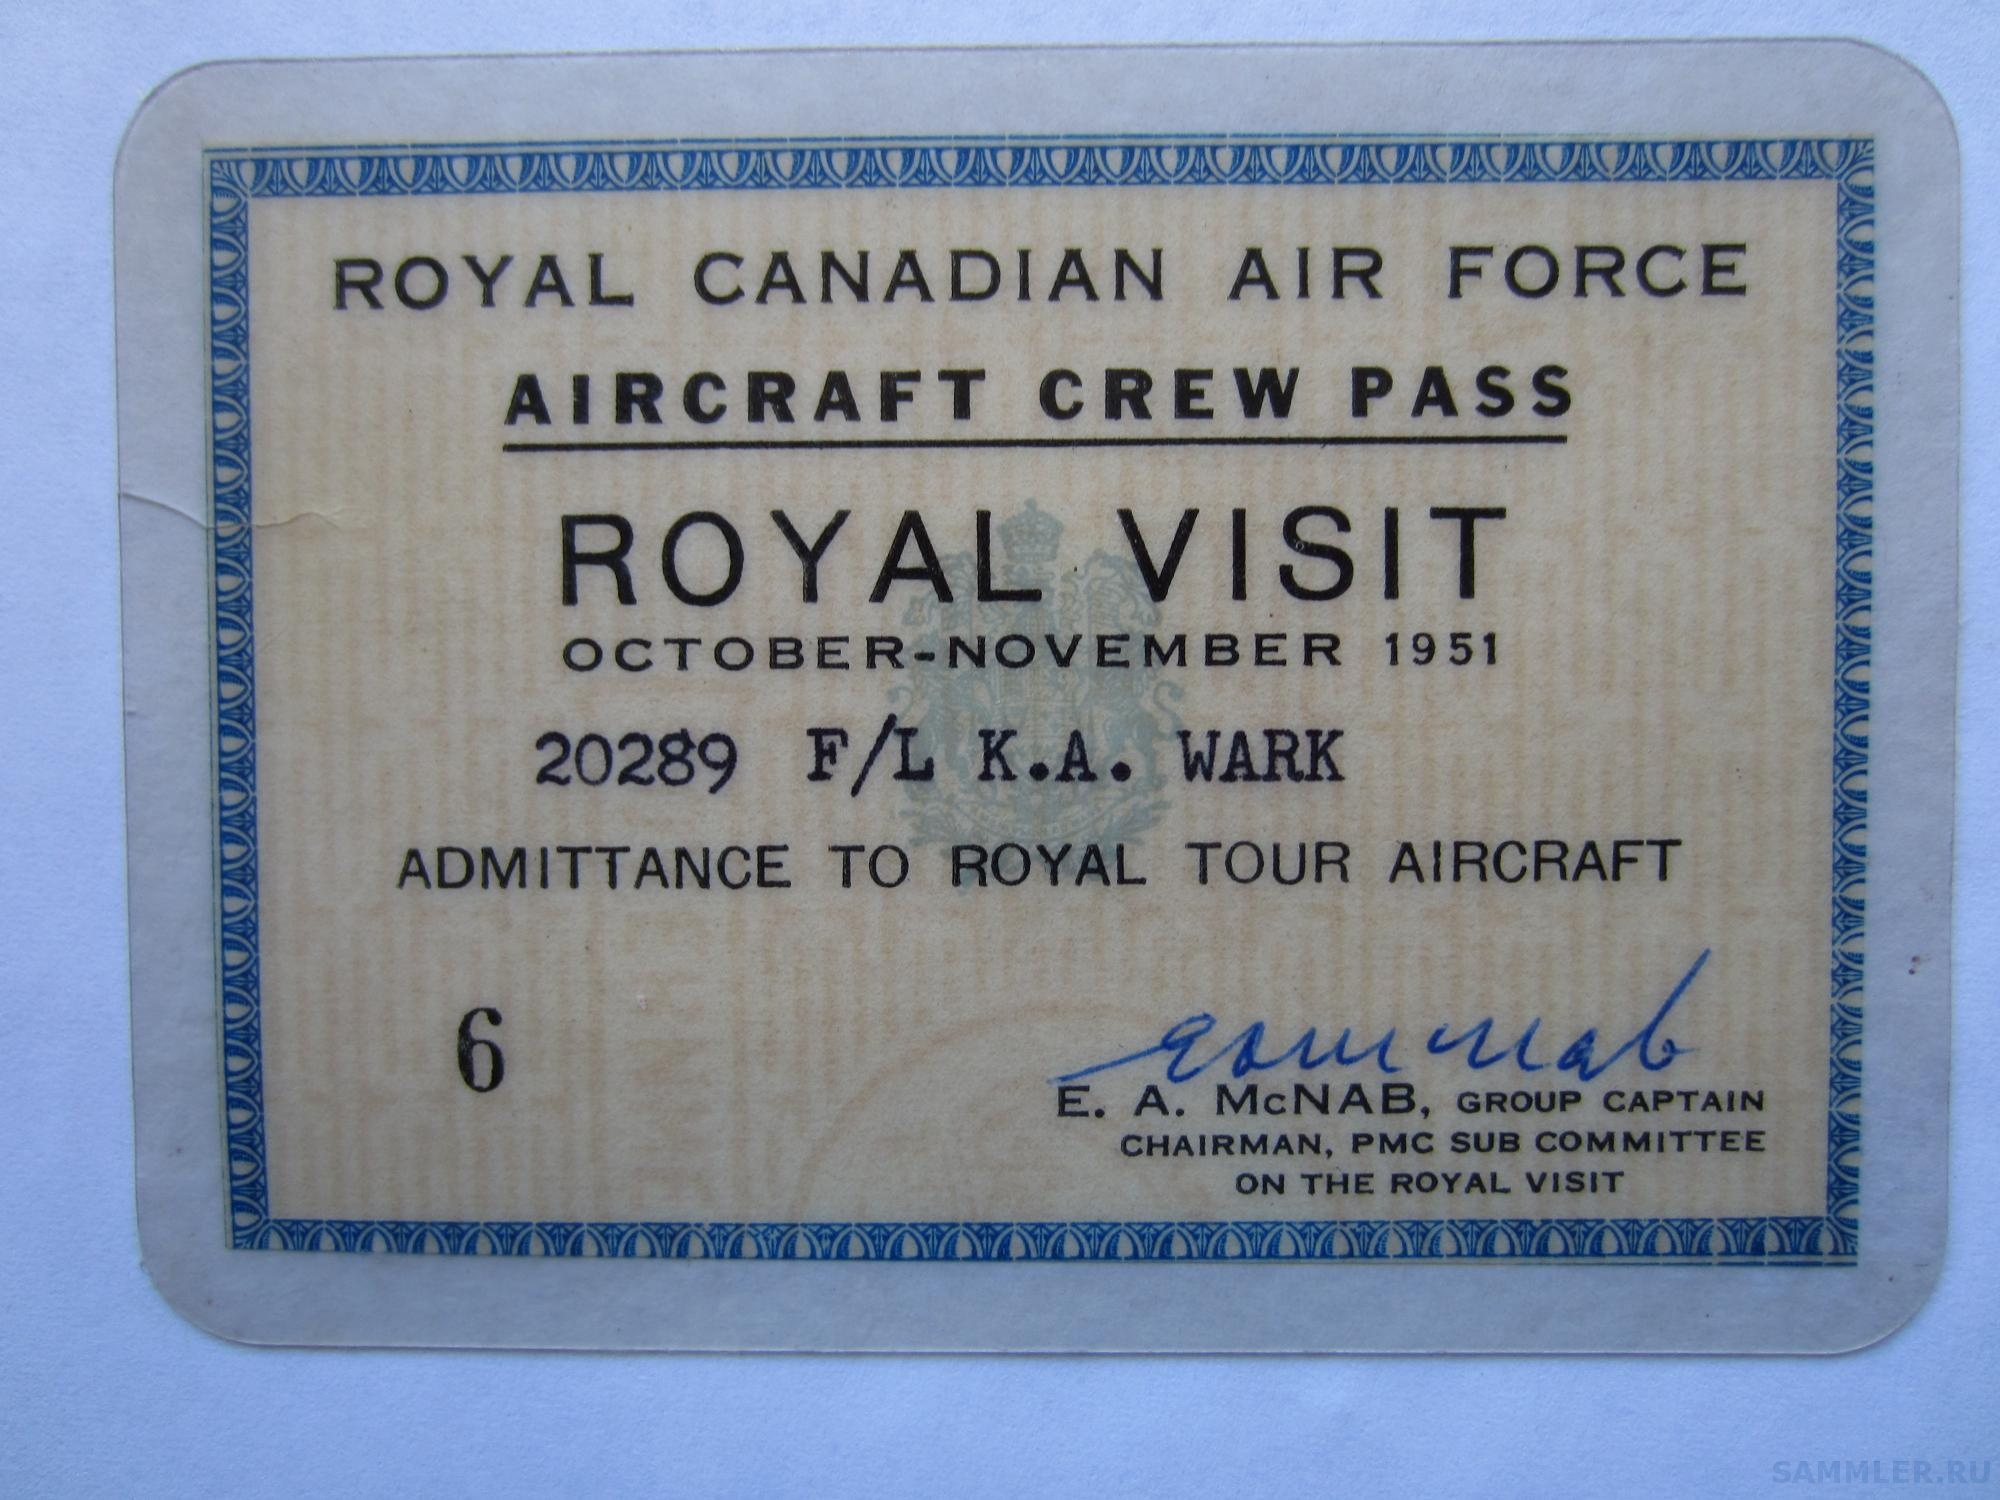 ROYAL CANADIAN AIR FORCE
AIRCRAFT CREW PASS
ROYAL VISIT
OCTOBER-NOVEMBER 1951
20289 F/L K.A. WARK
ADMITTANCE TO ROYAL TOUR AIRCRAFT
6
EAMcNab
E. A. McNAB, GROUP CAPTAIN
CHAIRMAN, PMC SUB COMMITTEE
ON THE ROYAL VISIT
SAMMLER.RU